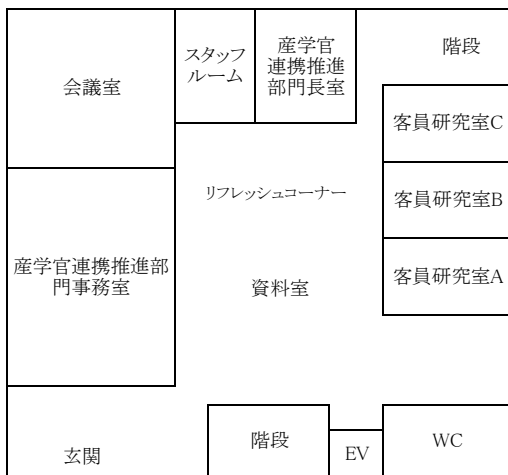 会議室
スタッフ
ルーム
産学官
連携推進
部門長室
階段
客員研究室C
リフレッシュコーナー
客員研究室B
産学官連携推進部
門事務室
資料室
客員研究室A
玄関
階段
EV
WC